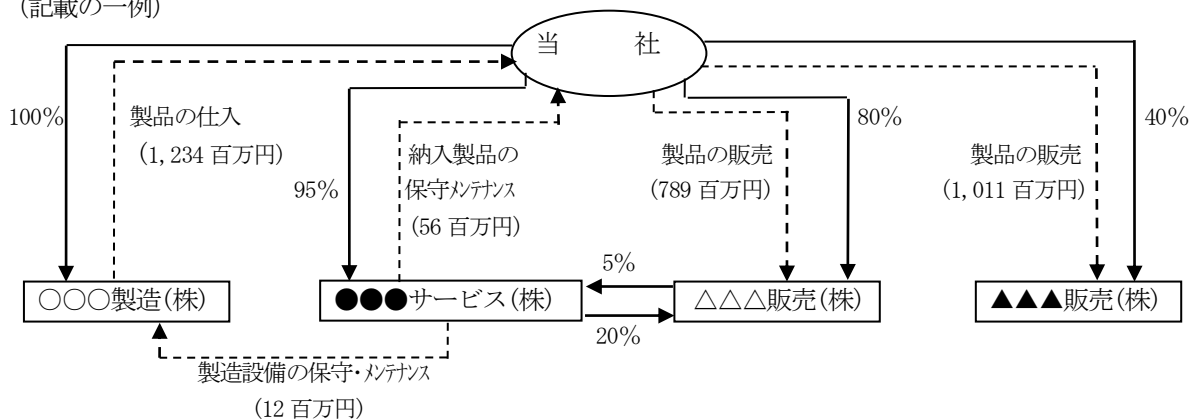 (記載の一例)
当 社
100%
製品の仕入
(1,234 百万円)
95%
納入製品の
保守メンテナンス
(56 百万円)
製品の販売
(789 百万円)
80%
製品の販売
(1,011 百万円)
40%
5%
20%
○○○製造(株)
●●●サービス(株)
△△△販売(株)
▲▲▲販売(株)
製造設備の保守・メンテナンス
(12 百万円)